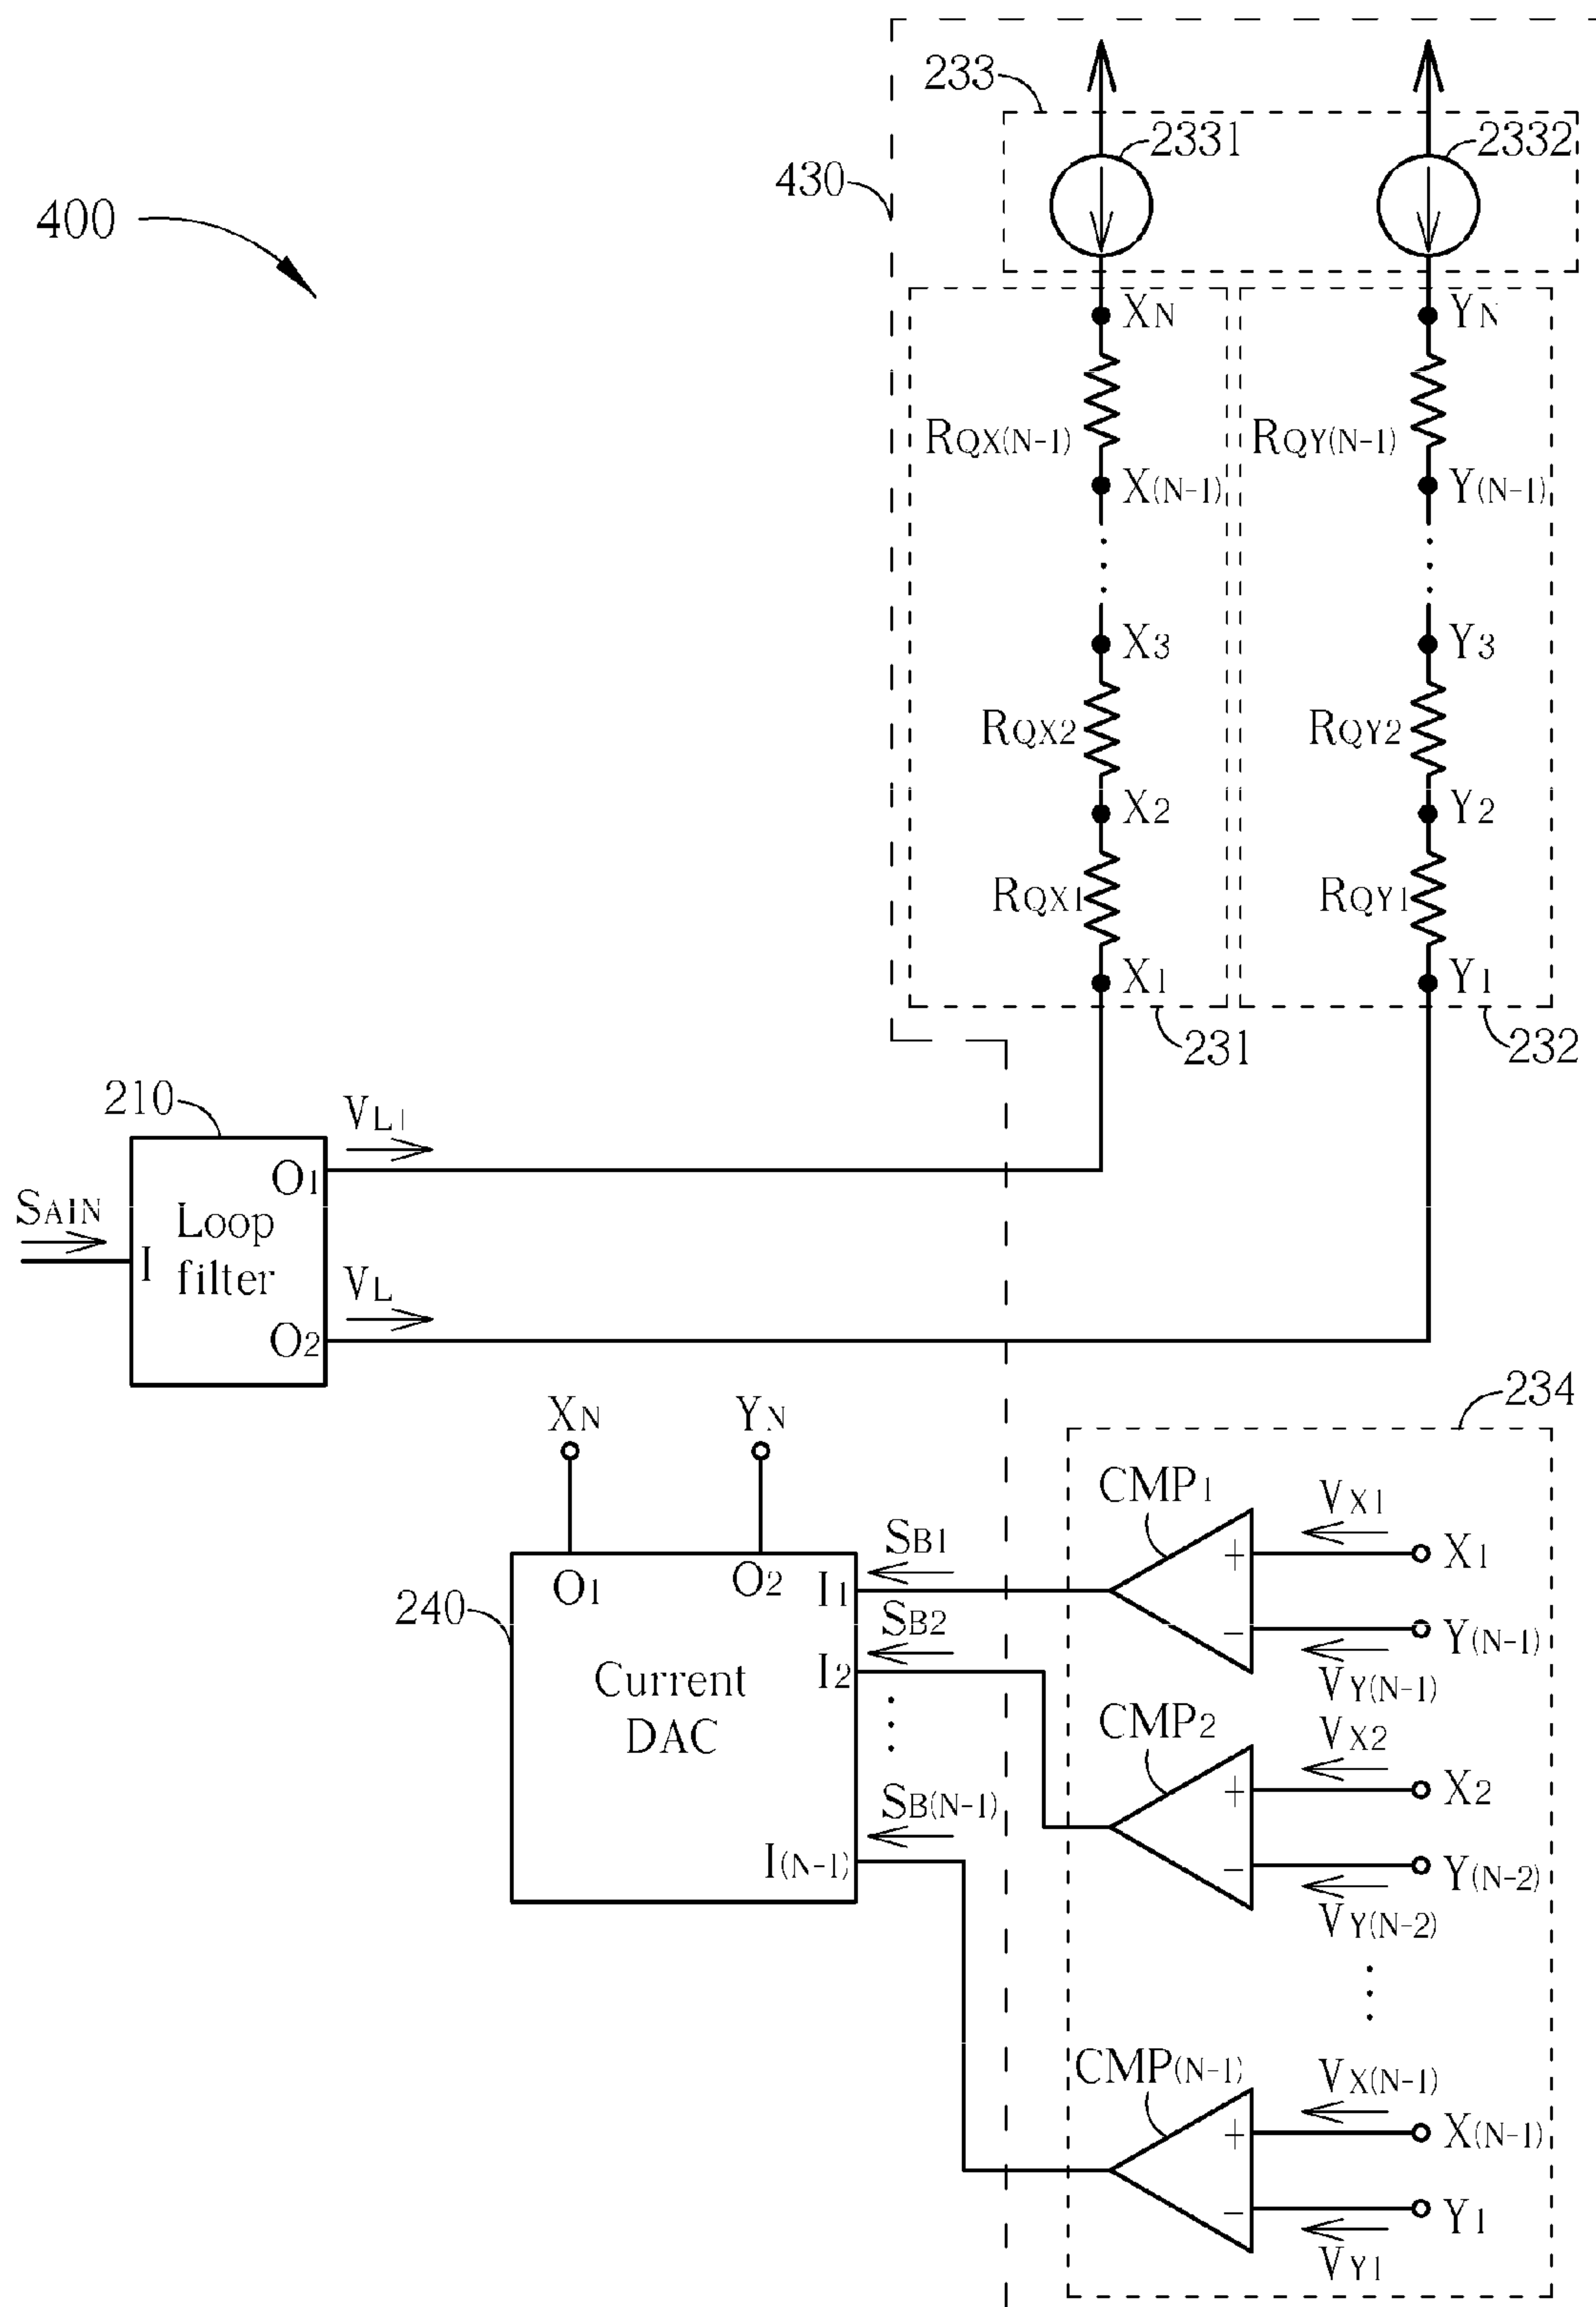 400
430
233
2331
2332
XN
YN
RQX(N-1)
RQY(N-1)
X(N-1)
Y(N-1)
X3
Y3
RQX2
RQY2
X2
Y2
RQX1
RQY1
X1
Y1
231
232
210
VL1
O1
SAIN
I
Loop
filter
VL
O2
XN
YN
234
240
O1
O2
Current
DAC
I1
I2
I(N-1)
SB1
SB2
SB(N-1)
CMP1
+
−
VX1
X1
Y(N-1)
VY(N-1)
CMP2
+
−
VX2
X2
Y(N-2)
VY(N-2)
CMP(N-1)
+
−
VX(N-1)
X(N-1)
Y1
VY1